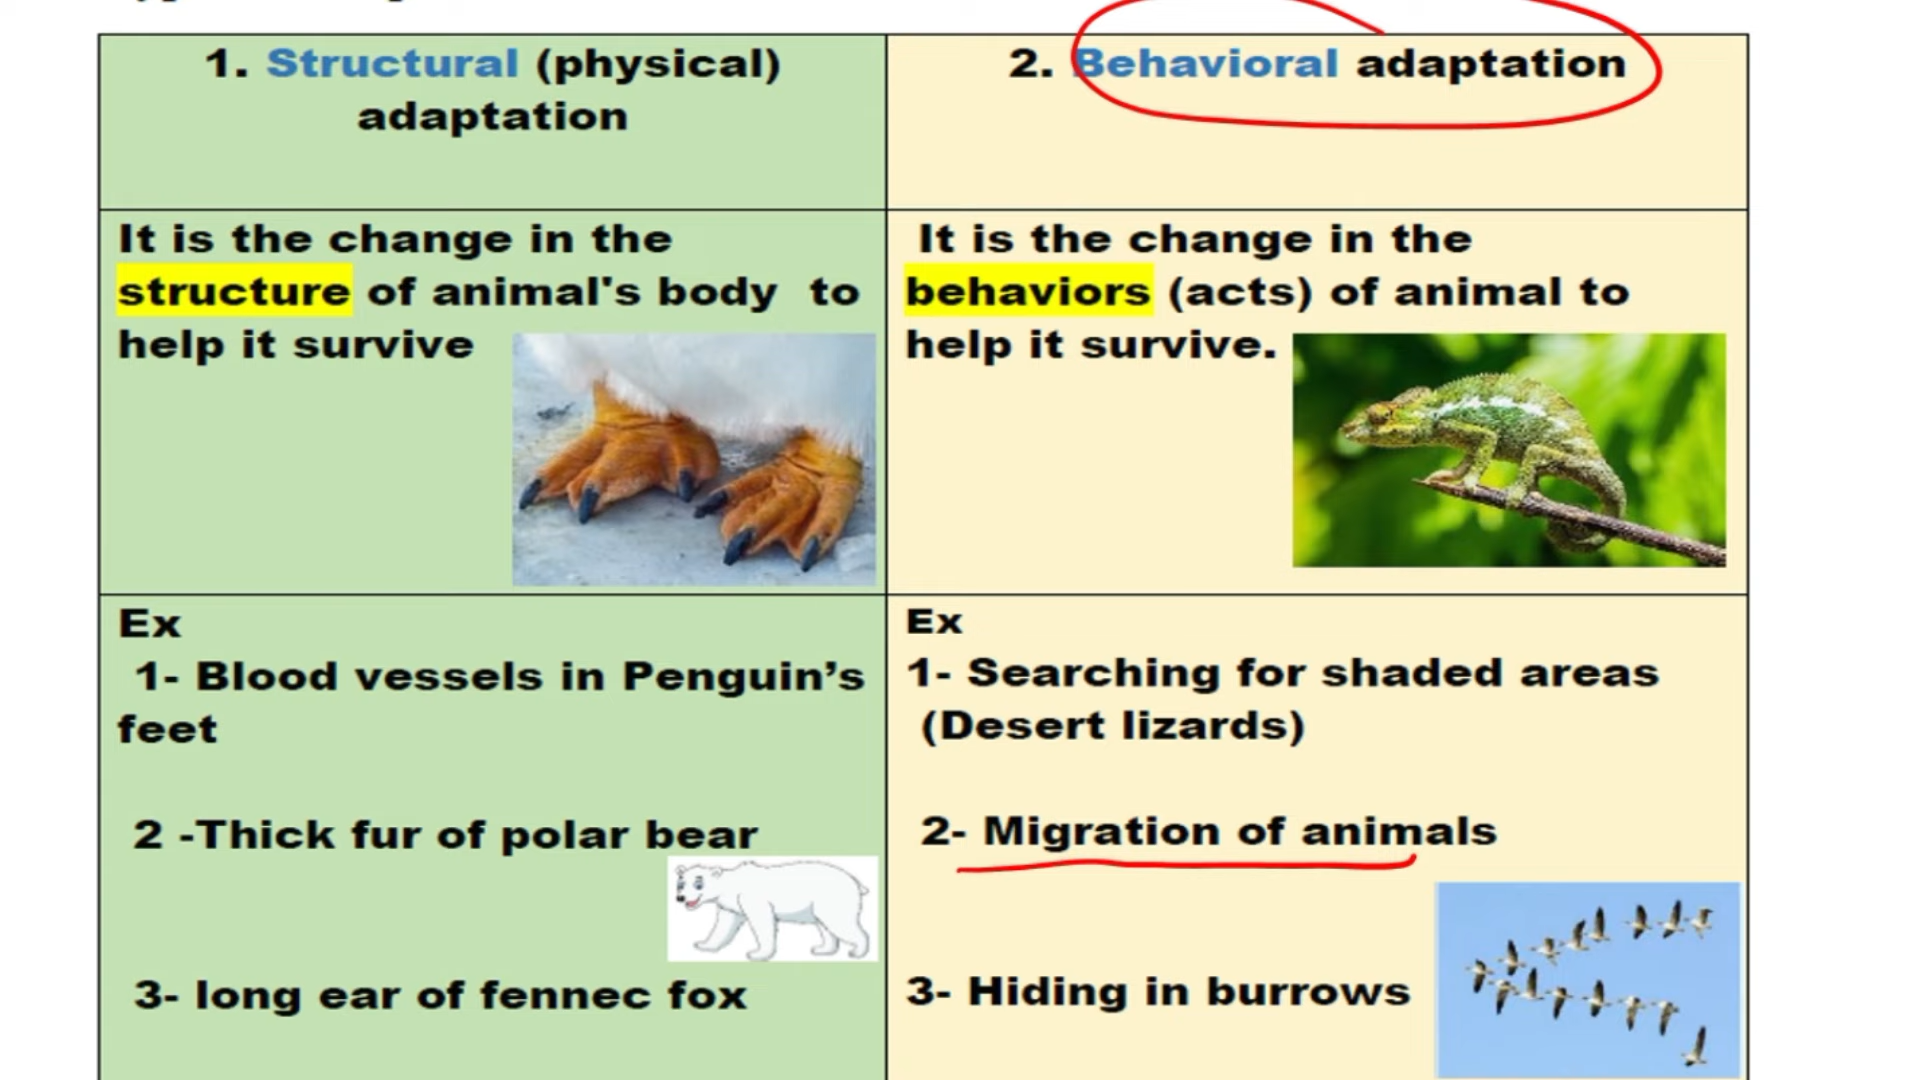 1. Structural (physical)
adaptation
2. Behavioral adaptation
It is the change in the
structure of animal's body to
help it survive
It is the change in the
behaviors (acts) of animal to
help it survive.
Ex
1- Blood vessels in Penguin’s
feet
2 -Thick fur of polar bear
3- long ear of fennec fox
Ex
1- Searching for shaded areas
(Desert lizards)
2- Migration of animals
3- Hiding in burrows